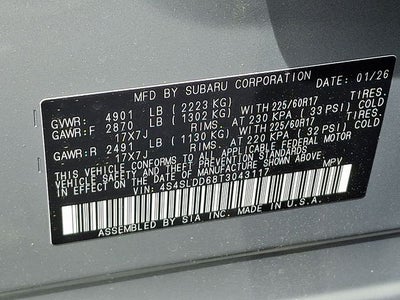 MFD BY SUBARU CORPORATION DATE: 01/26
GVWR: 4901 LB (2223 KG)
GAWR:F 2870 LB (1302 KG) WITH 225/60R17 TIRES.
17X7J RIMS. AT 230 KPA (33 PSI) COLD
GAWR:R 2491 LB (1130 KG) WITH 225/60R17 TIRES.
17X7J RIMS. AT 220 KPA (32 PSI) COLD
THIS VEHICLE CONFORMS TO ALL APPLICABLE FEDERAL MOTOR
VEHICLE SAFETY AND THEFT PREVENTION STANDARDS
IN EFFECT ON THE DATE OF MANUFACTURE SHOWN ABOVE.
VIN: 4S4SLDD68T3043117 MPV
ASSEMBLED BY SIA INC. MADE IN U.S.A.